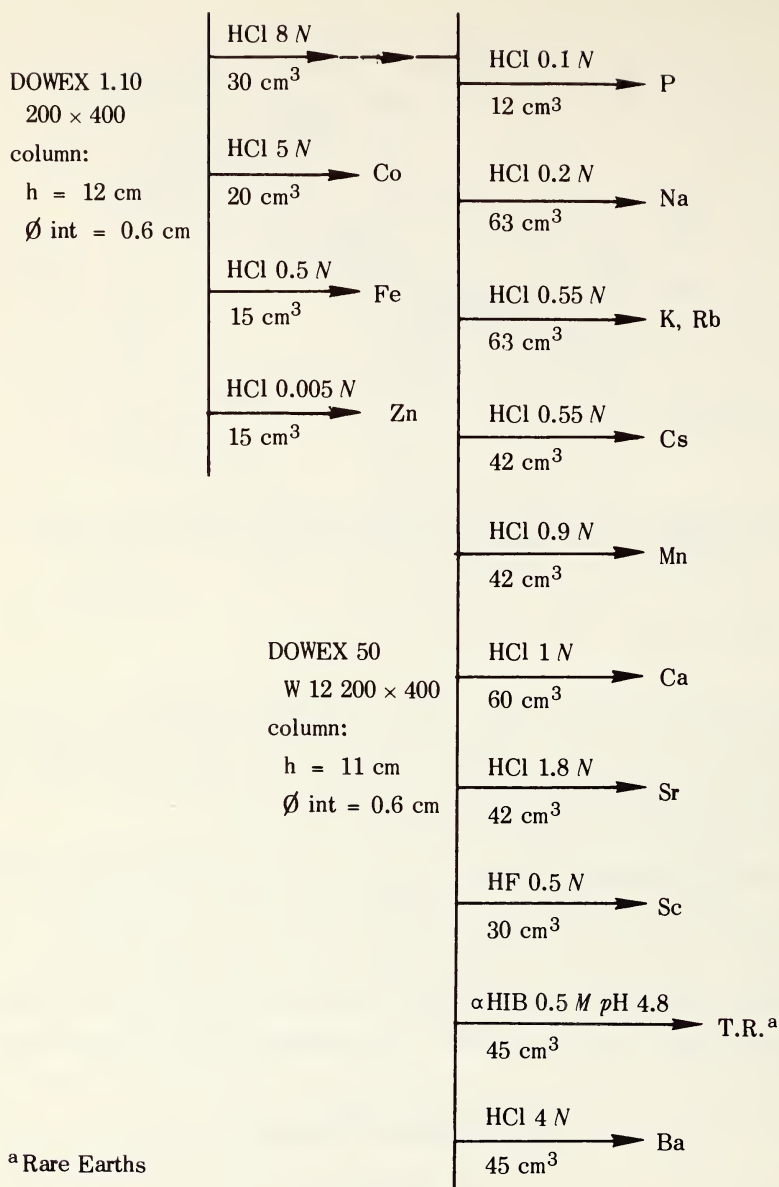 DOWEX 1.10
200 × 400
column:
h = 12 cm
Ø int = 0.6 cm
HCl 8 N
30 cm³
HCl 5 N
Co
20 cm³
HCl 0.5 N
Fe
15 cm³
HCl 0.005 N
Zn
15 cm³
DOWEX 50
W 12 200 × 400
column:
h = 11 cm
Ø int = 0.6 cm
HCl 0.1 N
P
12 cm³
HCl 0.2 N
Na
63 cm³
HCl 0.55 N
K, Rb
63 cm³
HCl 0.55 N
Cs
42 cm³
HCl 0.9 N
Mn
42 cm³
HCl 1 N
Ca
60 cm³
HCl 1.8 N
Sr
42 cm³
HF 0.5 N
Sc
30 cm³
αHIB 0.5 M pH 4.8
T.R.ᵃ
45 cm³
HCl 4 N
Ba
45 cm³
ᵃ Rare Earths